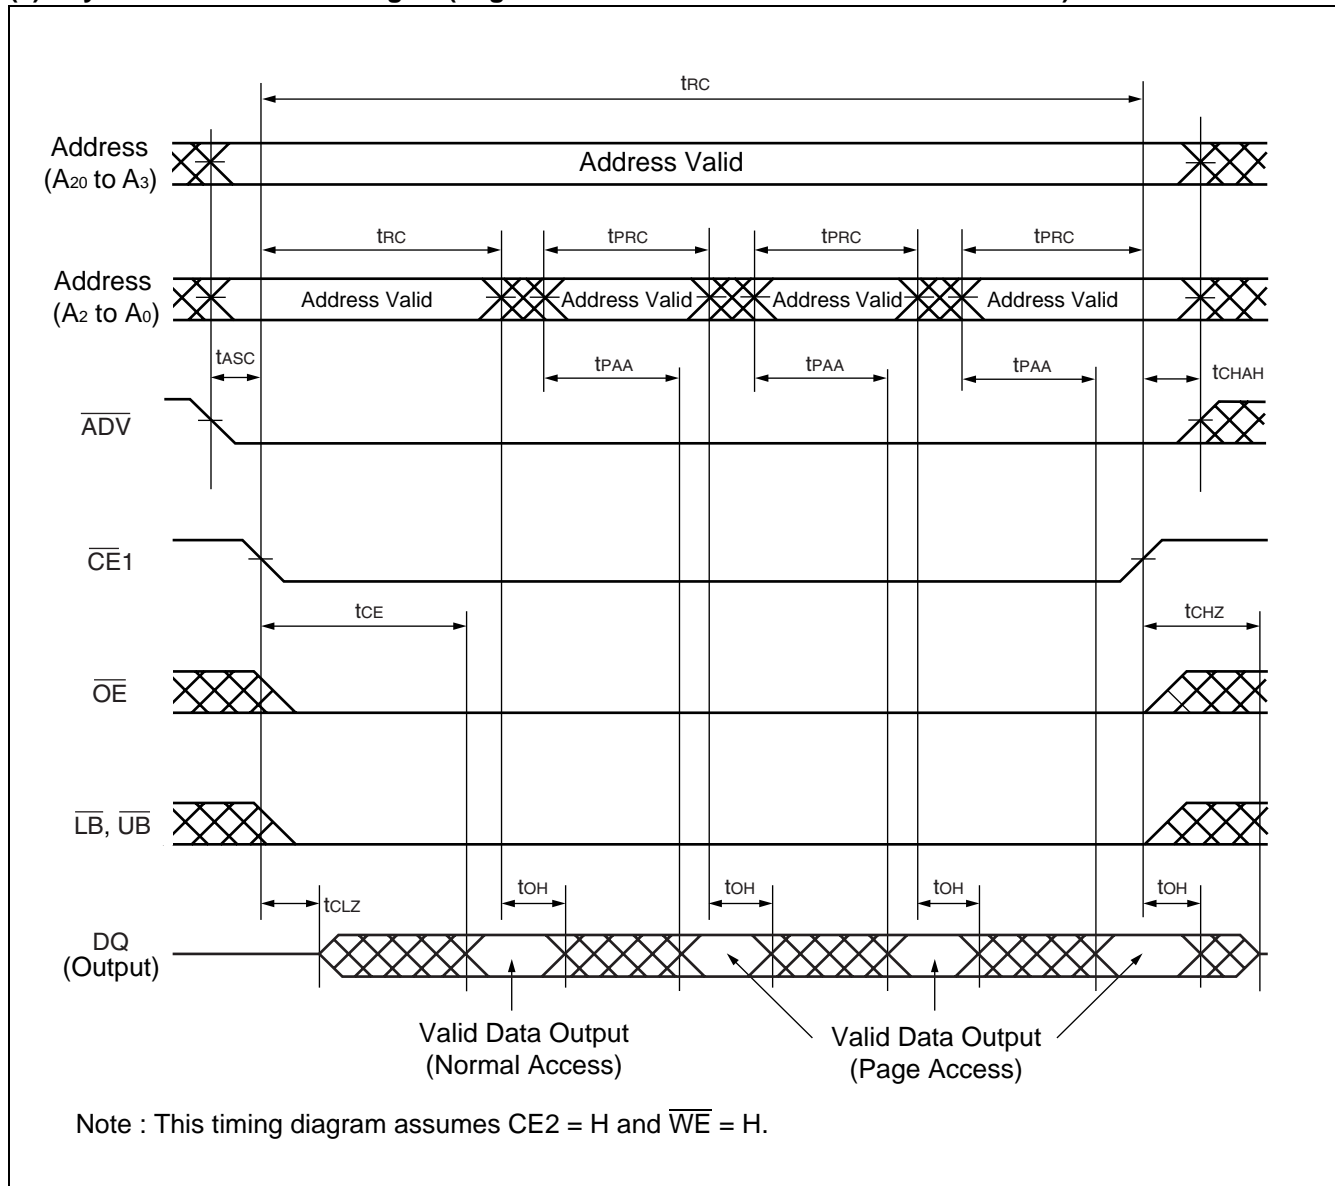 tRC
Address
(A20 to A3)
Address Valid
tRC
tPRC
tPRC
tPRC
Address
(A2 to A0)
Address Valid
Address Valid
Address Valid
Address Valid
tASC
tPAA
tPAA
tPAA
tCHAH
ADV
CE1
tCE
tCHZ
OE
LB, UB
tCLZ
tOH
tOH
tOH
tOH
DQ
(Output)
Valid Data Output
(Normal Access)
Valid Data Output
(Page Access)
Note : This timing diagram assumes CE2 = H and WE = H.